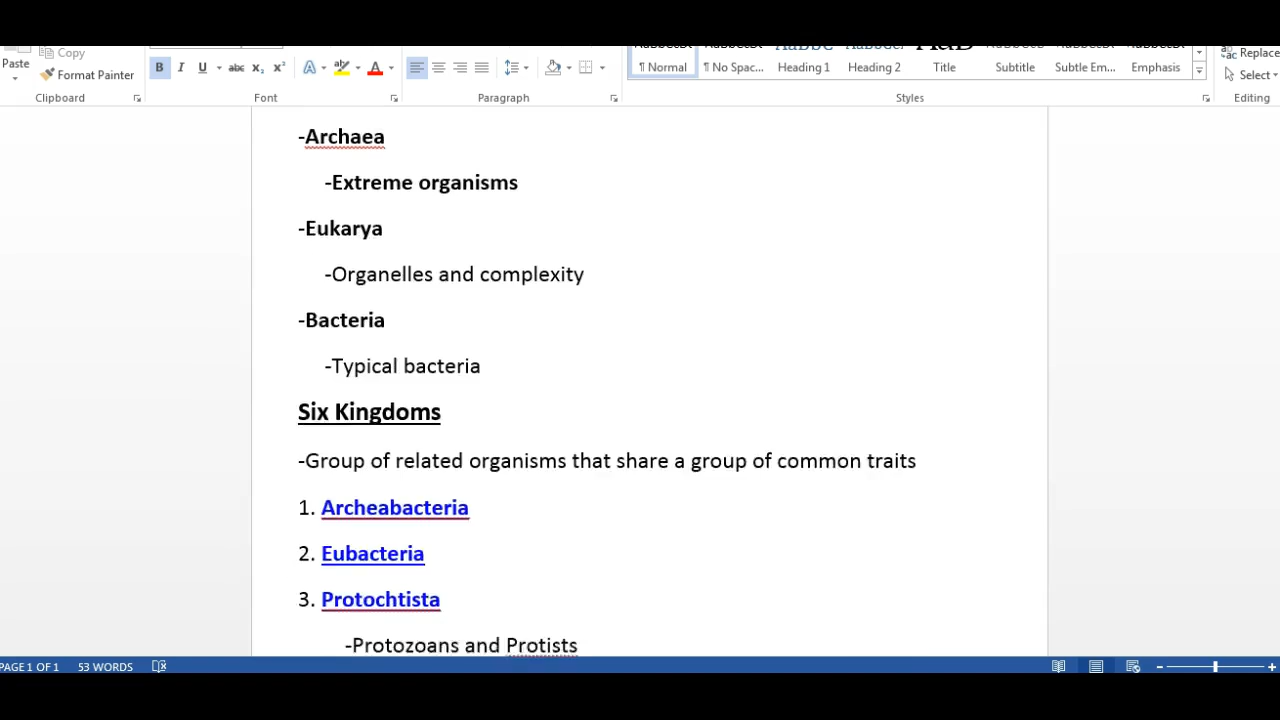 Copy
Replace
Paste
Format Painter
B I U abc x₂ x² A A
¶ Normal ¶ No Spac... Heading 1 Heading 2 Title Subtitle Subtle Em... Emphasis
Select
Clipboard Font Paragraph Styles Editing
-Archaea
-Extreme organisms
-Eukarya
-Organelles and complexity
-Bacteria
-Typical bacteria
Six Kingdoms
-Group of related organisms that share a group of common traits
1. Archeabacteria
2. Eubacteria
3. Protochtista
-Protozoans and Protists
PAGE 1 OF 1 53 WORDS